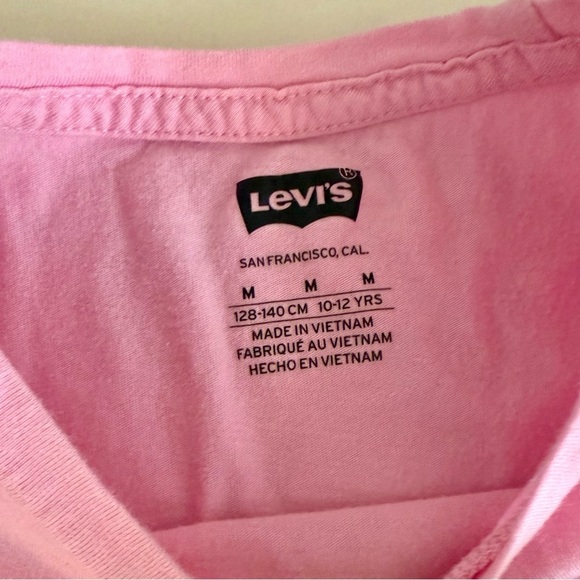 Levi's ®
SAN FRANCISCO, CAL.
M M M
128-140 CM 10-12 YRS
MADE IN VIETNAM
FABRIQUÉ AU VIETNAM
HECHO EN VIETNAM